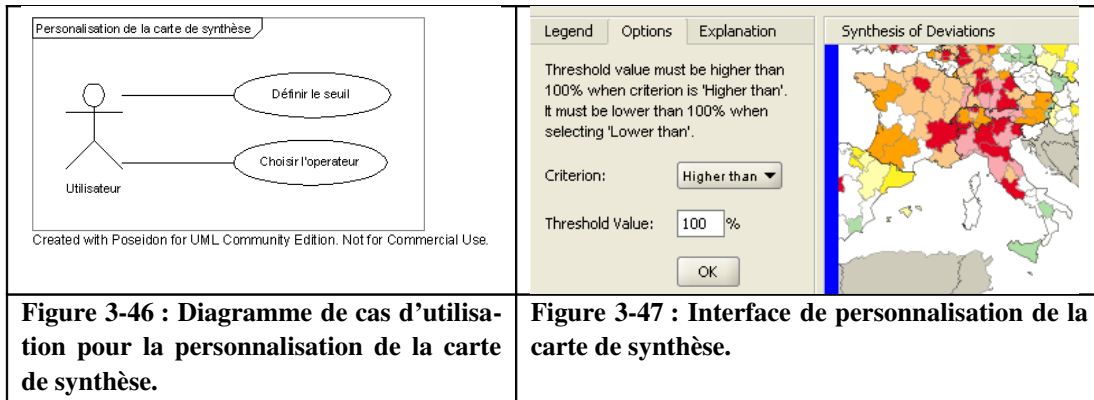 Personalisation de la carte de synthèse
Définir le seuil
Choisir l'operateur
Utilisateur
Created with Poseidon for UML Community Edition. Not for Commercial Use.
Legend Options Explanation
Threshold value must be higher than
100% when criterion is 'Higher than'.
It must be lower than 100% when
selecting 'Lower than'.
Criterion: Higher than
Threshold Value: 100 %
OK
Synthesis of Deviations
Figure 3-46 : Diagramme de cas d'utilisa-
tion pour la personnalisation de la carte
de synthèse.
Figure 3-47 : Interface de personnalisation de la
carte de synthèse.